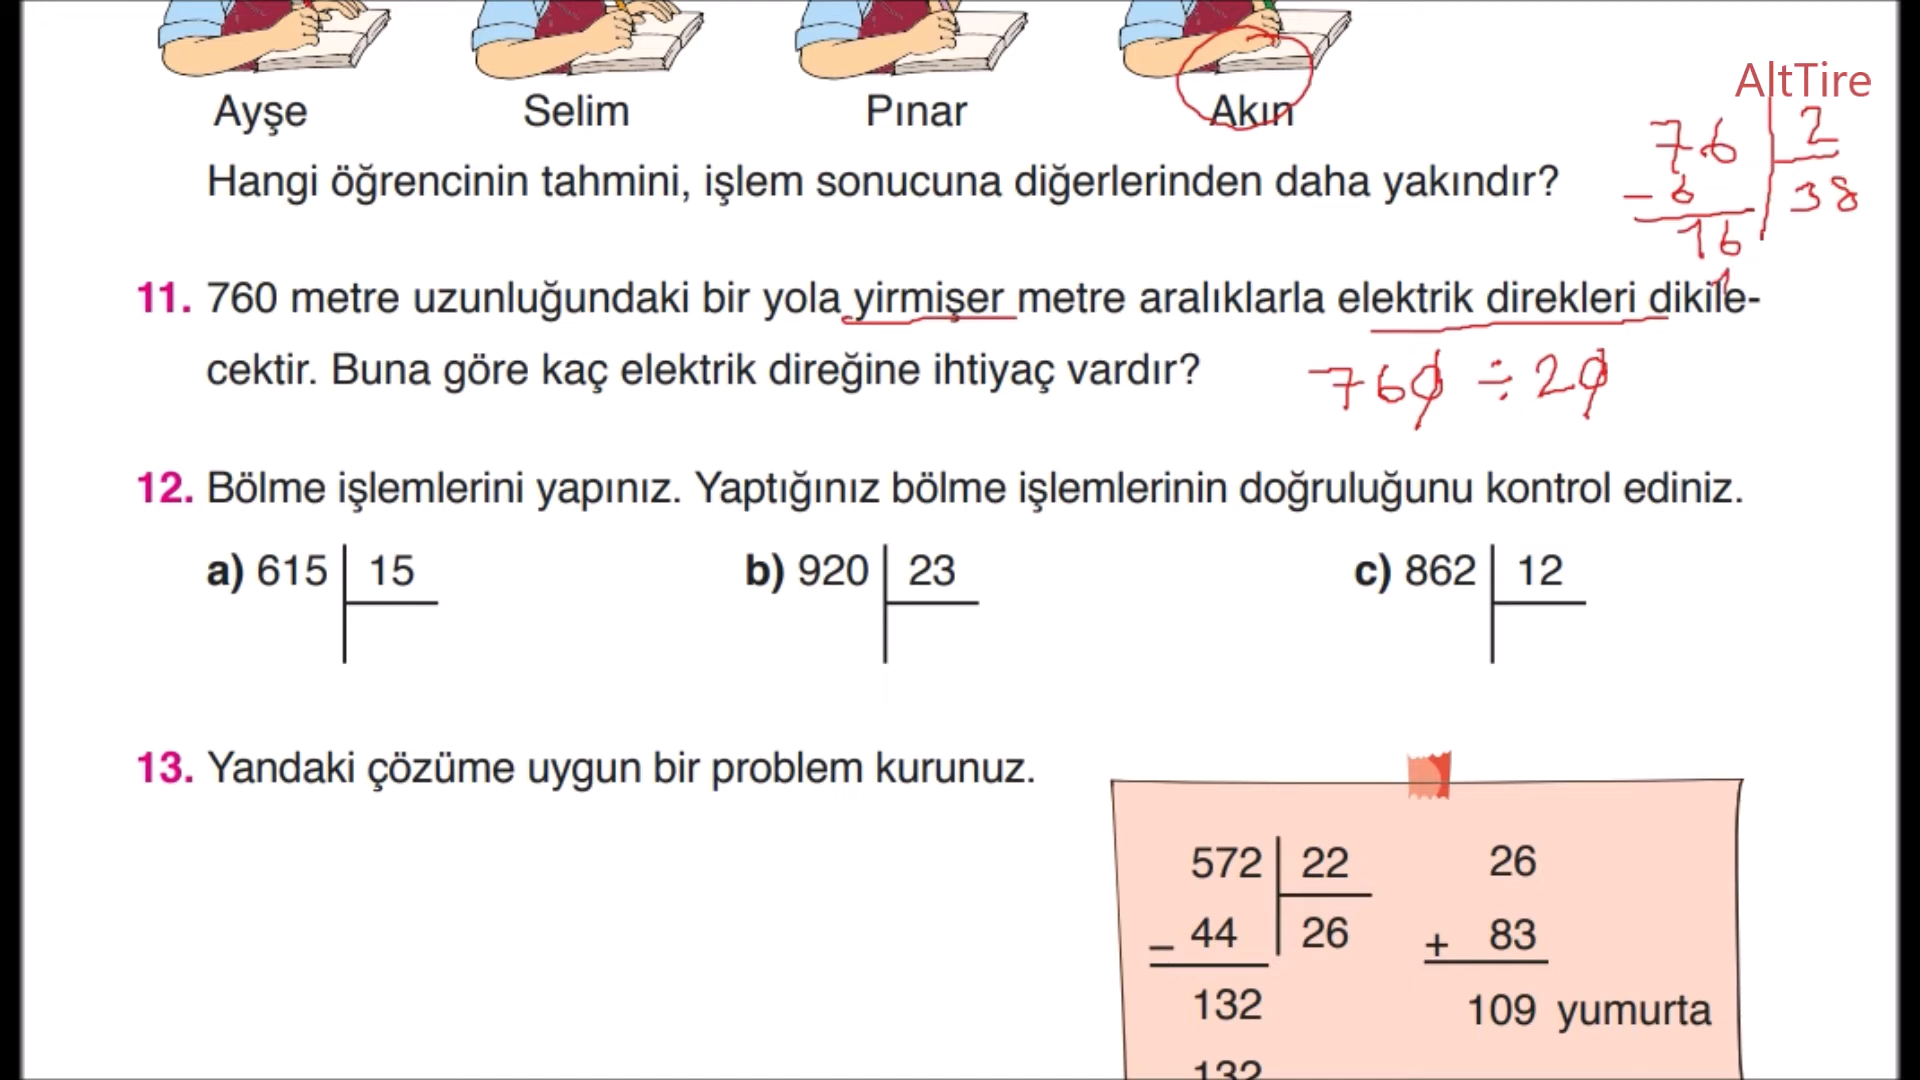 AltTire
Ayşe Selim Pınar Akın
76 2
- 6 38
16
Hangi öğrencinin tahmini, işlem sonucuna diğerlerinden daha yakındır?
11. 760 metre uzunluğundaki bir yola yirmişer metre aralıklarla elektrik direkleri dikile-
cektir. Buna göre kaç elektrik direğine ihtiyaç vardır?
760 ÷ 20
12. Bölme işlemlerini yapınız. Yaptığınız bölme işlemlerinin doğruluğunu kontrol ediniz.
a) 615 15 b) 920 23 c) 862 12
13. Yandaki çözüme uygun bir problem kurunuz.
572 22 26
- 44 26 + 83
132 109 yumurta
132